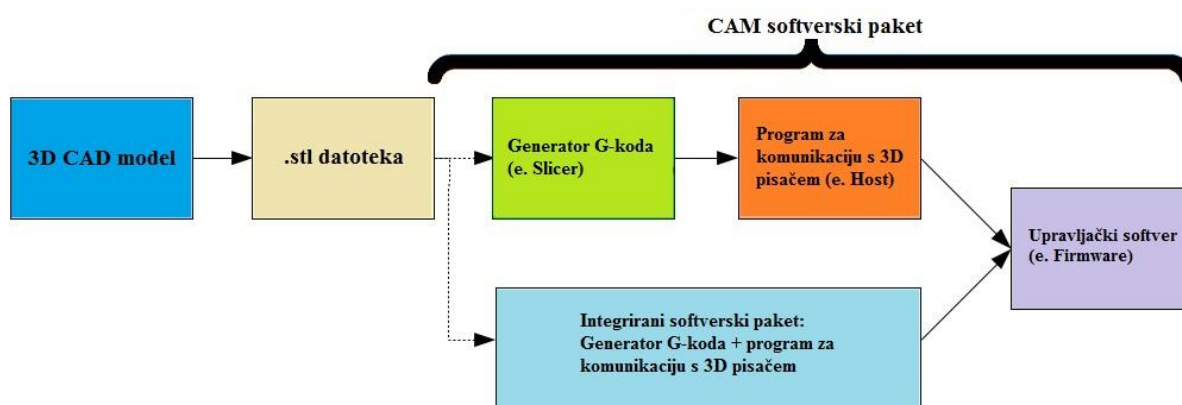 CAM softverski paket
3D CAD model
.stl datoteka
Generator G-koda
(e. Slicer)
Program za
komunikaciju s 3D
pisačem (e. Host)
Upravljački softver
(e. Firmware)
Integrirani softverski paket:
Generator G-koda + program za
komunikaciju s 3D pisačem